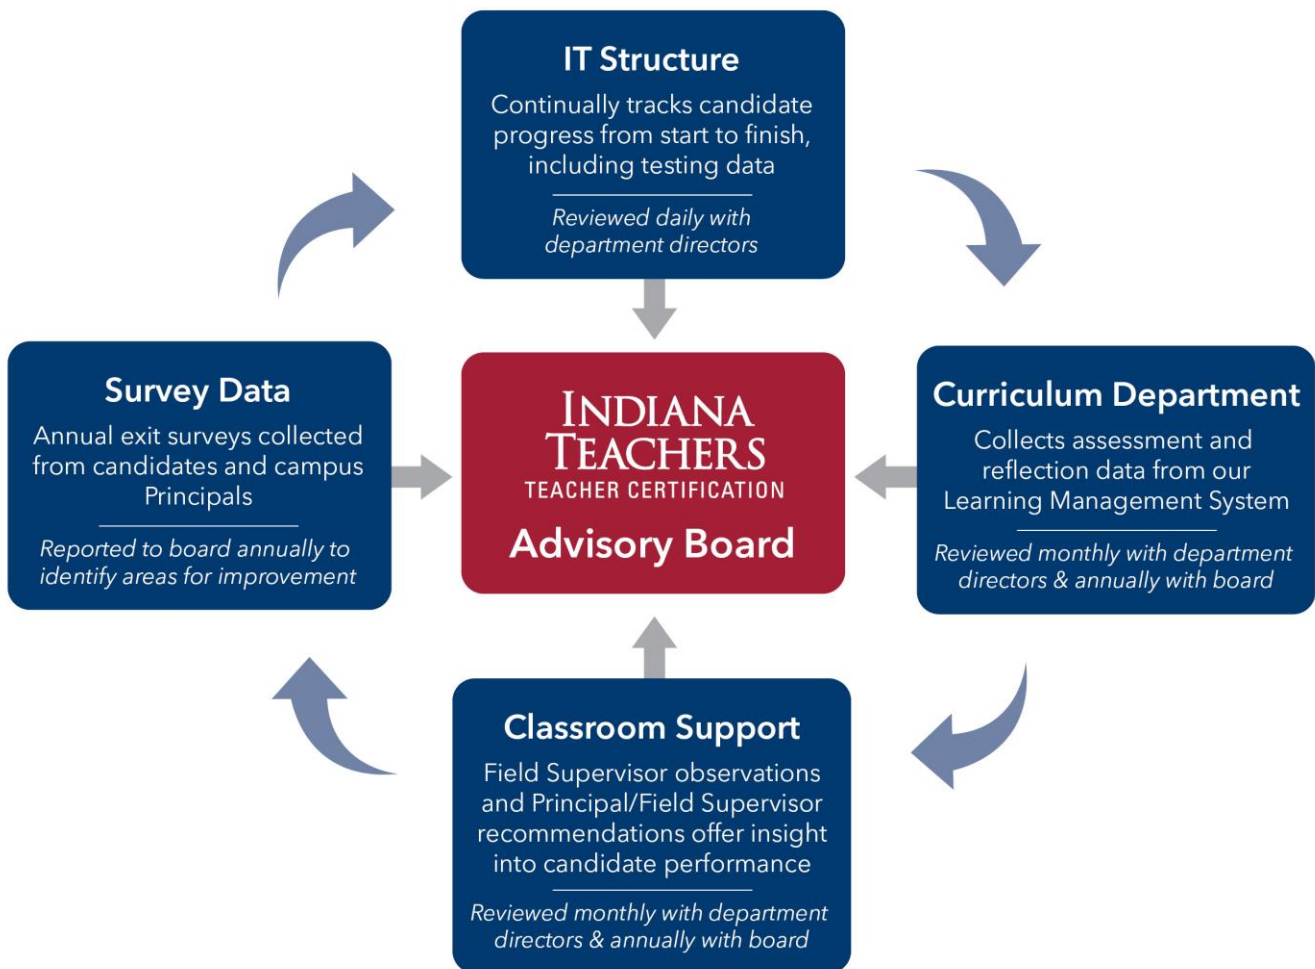 IT Structure
Continually tracks candidate
progress from start to finish,
including testing data
Reviewed daily with
department directors
Survey Data
Annual exit surveys collected
from candidates and campus
Principals
Reported to board annually to
identify areas for improvement
INDIANA
TEACHERS
TEACHER CERTIFICATION
Advisory Board
Curriculum Department
Collects assessment and
reflection data from our
Learning Management System
Reviewed monthly with department
directors & annually with board
Classroom Support
Field Supervisor observations
and Principal/Field Supervisor
recommendations offer insight
into candidate performance
Reviewed monthly with department
directors & annually with board